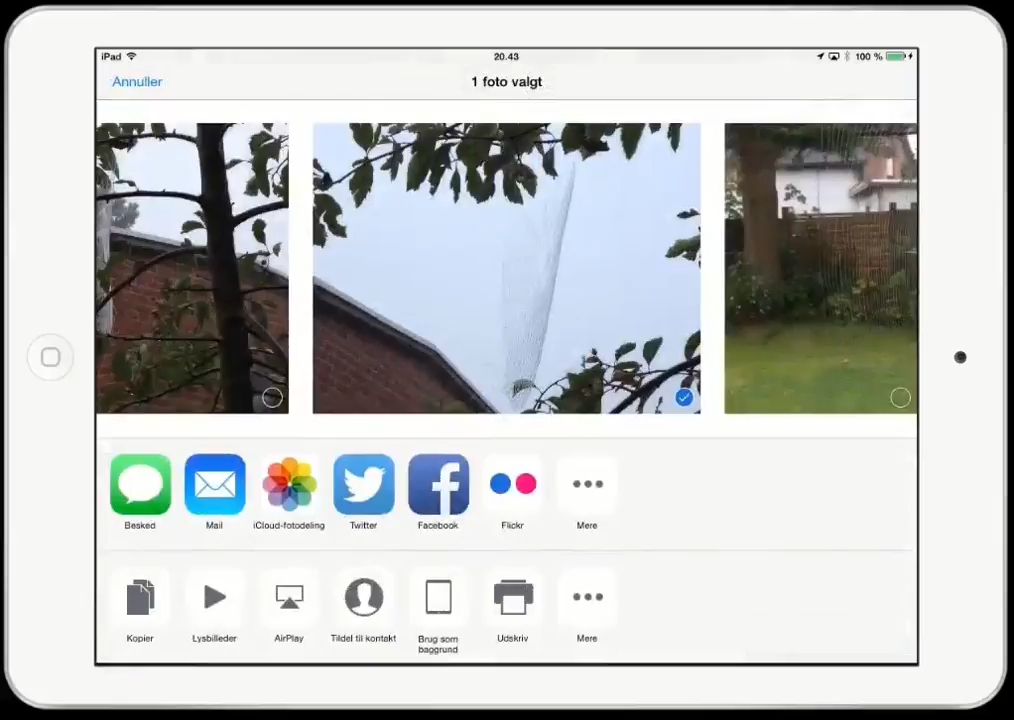 iPad 20.43 100 %
Annuller 1 foto valgt
Besked Mail iCloud-fotodeling Twitter Facebook Flickr Mere
Kopier Lysbilleder AirPlay Tildel til kontakt Brug som Udskriv Mere
baggrund